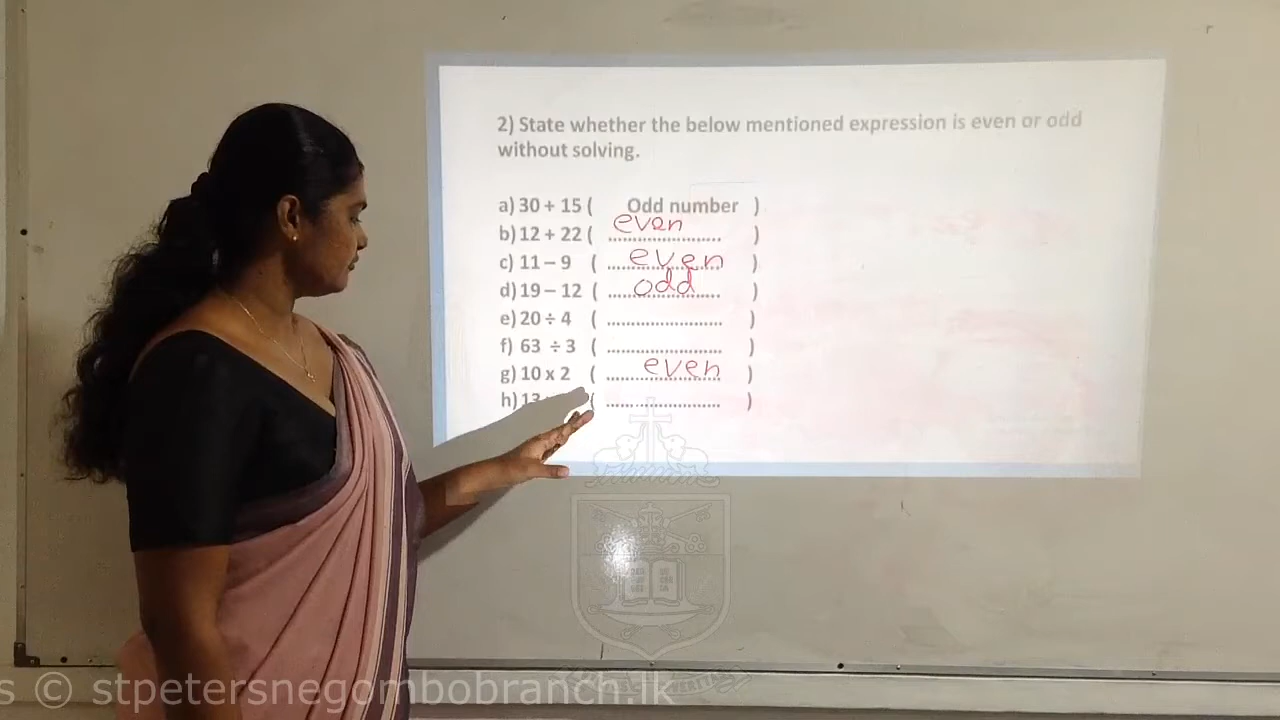 2) State whether the below mentioned expression is even or odd
without solving.
a) 30 + 15 ( Odd number )
b) 12 + 22 ( even )
c) 11 – 9 ( even )
d) 19 – 12 ( odd )
e) 20 ÷ 4 ( ........................ )
f) 63 ÷ 3 ( ........................ )
g) 10 x 2 ( even )
h) 13 ( ........................ )
s © stpetersnegombobranch.lk